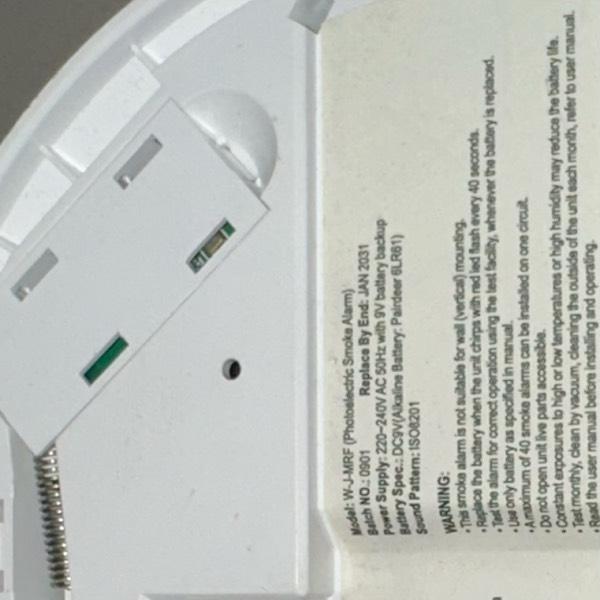 Model: W-J-MRF (Photoelectric Smoke Alarm)
Batch NO.: 0901 Replace By End: JAN 2031
Power Supply: 220–240V AC 50Hz with 9V battery backup
Battery Spec.: DC9V(Alkaline Battery: Pairdeer 6LR61)
Sound Pattern: ISO8201
WARNING:
• This smoke alarm is not suitable for wall (vertical) mounting.
• Replace the battery when the unit chirps with red led flash every 40 seconds.
• Test the alarm for correct operation using the test facility, whenever the battery is replaced.
• Use only battery as specified in manual.
• A maximum of 40 smoke alarms can be installed on one circuit.
• Do not open unit live parts accessible.
• Constant exposures to high or low temperatures or high humidity may reduce the battery life.
• Test monthly, clean by vacuum, cleaning the outside of the unit each month, refer to user manual.
• Read the user manual before installing and operating.